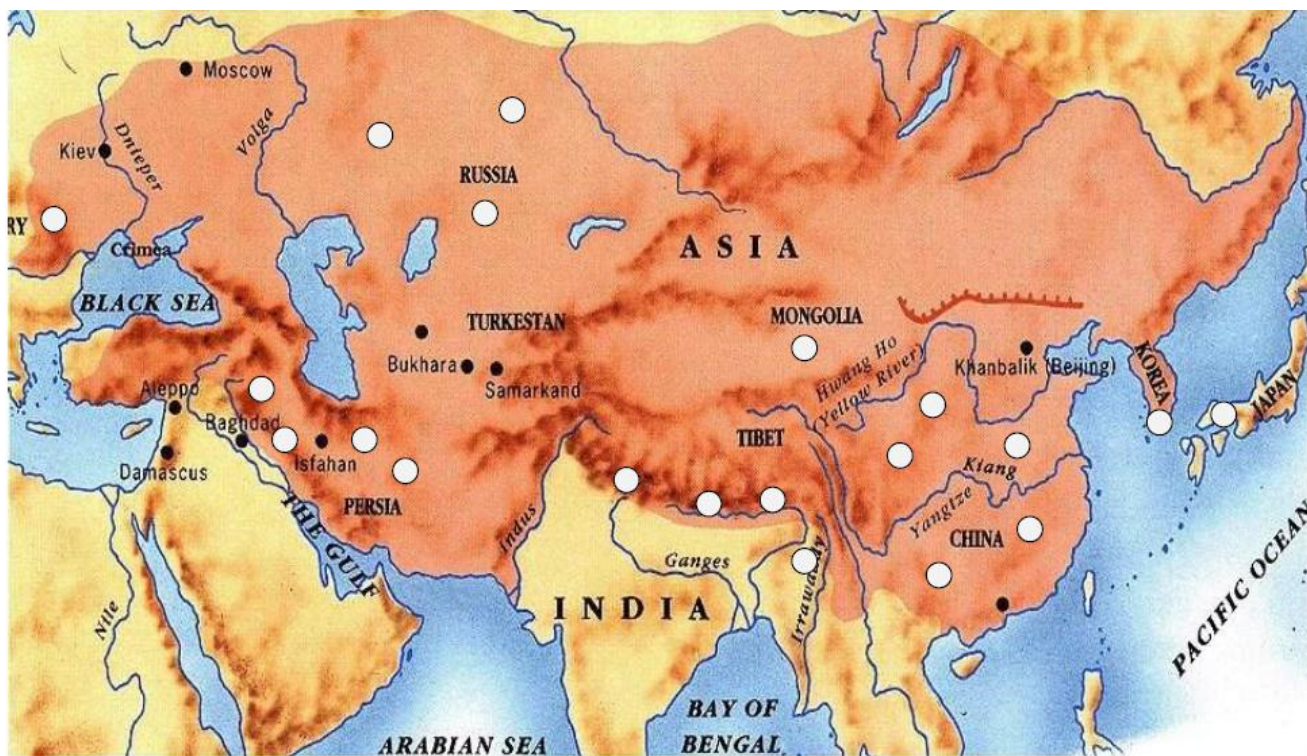 Moscow
Volga
Kiev
Dnieper
RUSSIA
RY
Crimea
ASIA
BLACK SEA
TURKESTAN
MONGOLIA
Bukhara
Samarkand
Hwang Ho
Yellow River)
Khanbalik (Beijing)
KOREA
JAPAN
Aleppo
Baghdad
Isfahan
TIBET
Damascus
PERSIA
Kiang
Yangtze
THE GULF
Indus
CHINA
Ganges
Irrawaddy
INDIA
Nile
PACIFIC OCEAN
BAY OF
BENGAL
ARABIAN SEA